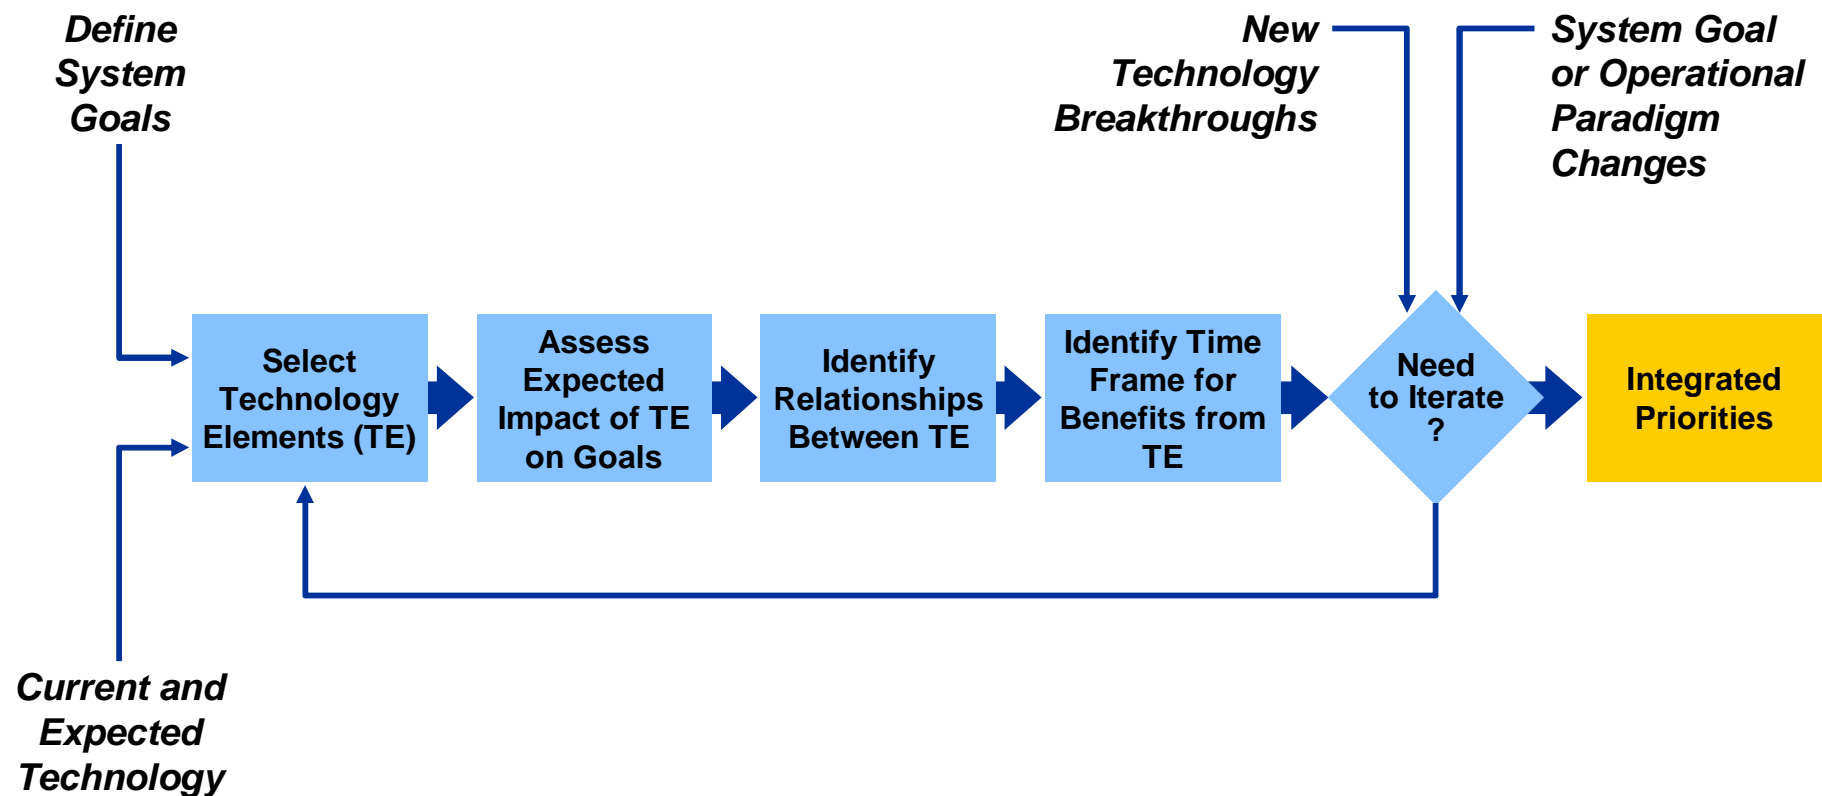 Define
System
Goals
New
Technology
Breakthroughs
System Goal
or Operational
Paradigm
Changes
Select
Technology
Elements (TE)
Assess
Expected
Impact of TE
on Goals
Identify
Relationships
Between TE
Identify Time
Frame for
Benefits from
TE
Need
to Iterate
?
Integrated
Priorities
Current and
Expected
Technology